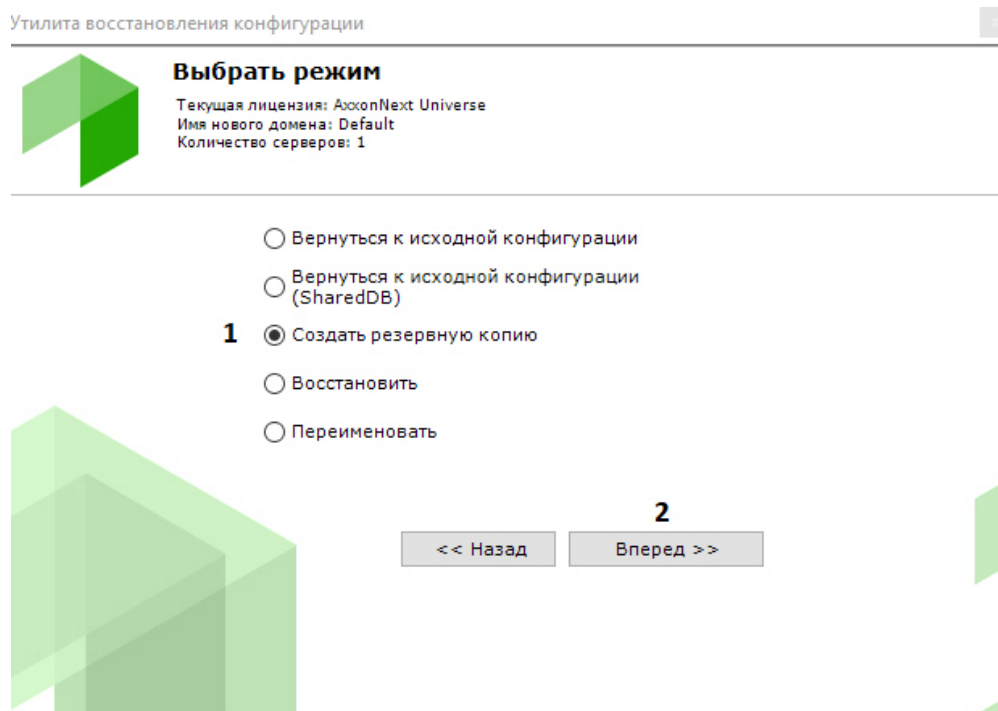 Утилита восстановления конфигурации
Выбрать режим
Текущая лицензия: AxxonNext Universe
Имя нового домена: Default
Количество серверов: 1
Вернуться к исходной конфигурации
Вернуться к исходной конфигурации
(SharedDB)
1 Создать резервную копию
Восстановить
Переименовать
2
<< Назад Вперед >>